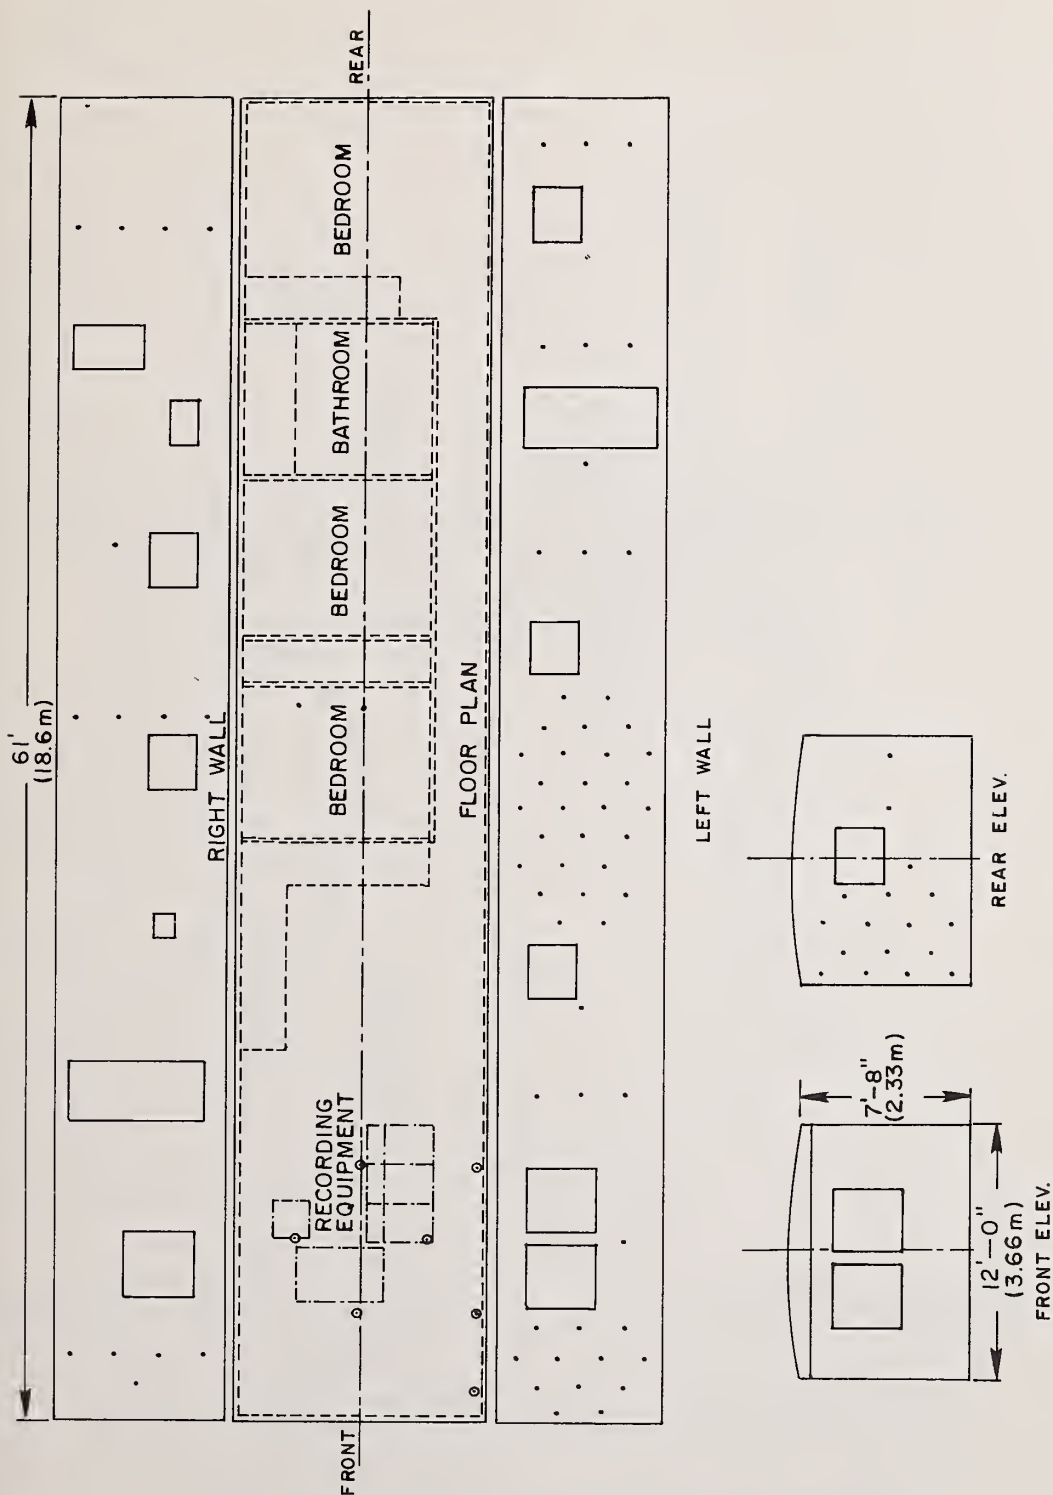 61'
(18.6m)
RIGHT WALL
FRONT
REAR
RECORDING
EQUIPMENT
BEDROOM
BEDROOM
BATHROOM
BEDROOM
FLOOR PLAN
LEFT WALL
7'-8"
(2.33m)
12'-0"
(3.66m)
FRONT ELEV.
REAR ELEV.